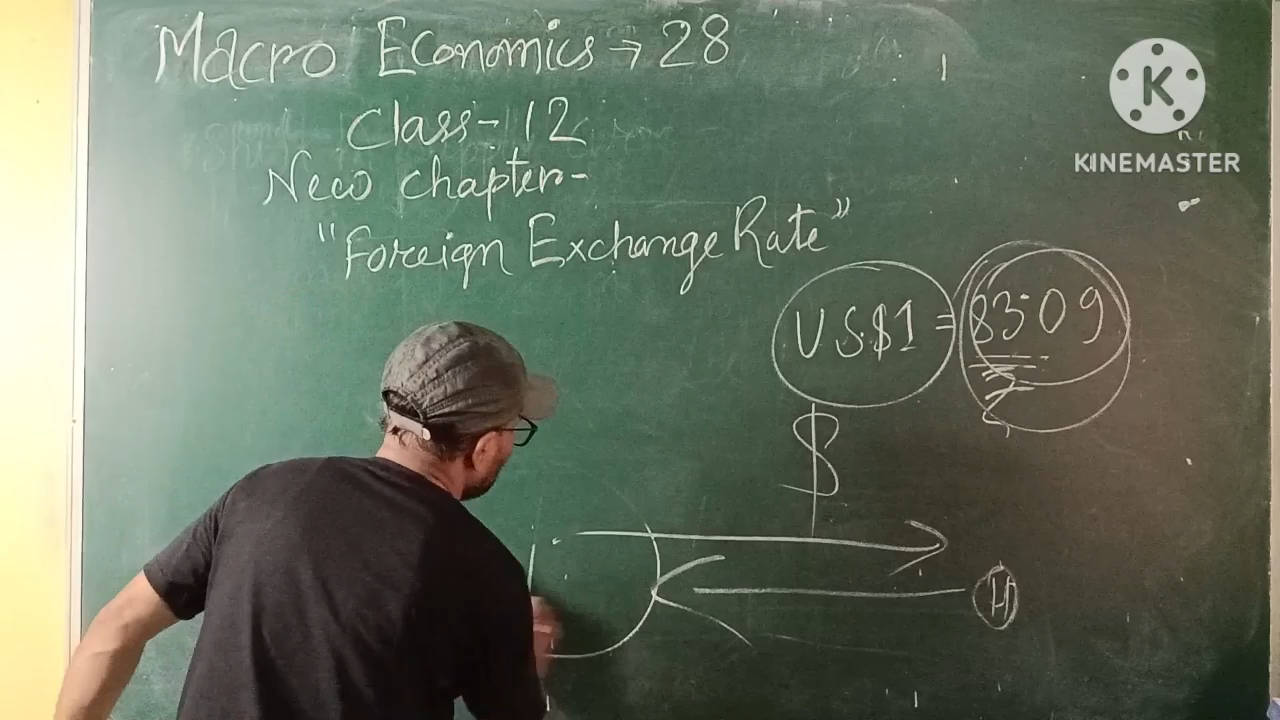 Macro Economics → 28
Class - 12
New chapter -
"Foreign Exchange Rate"
US$1 = 83.09
$
K
KINEMASTER